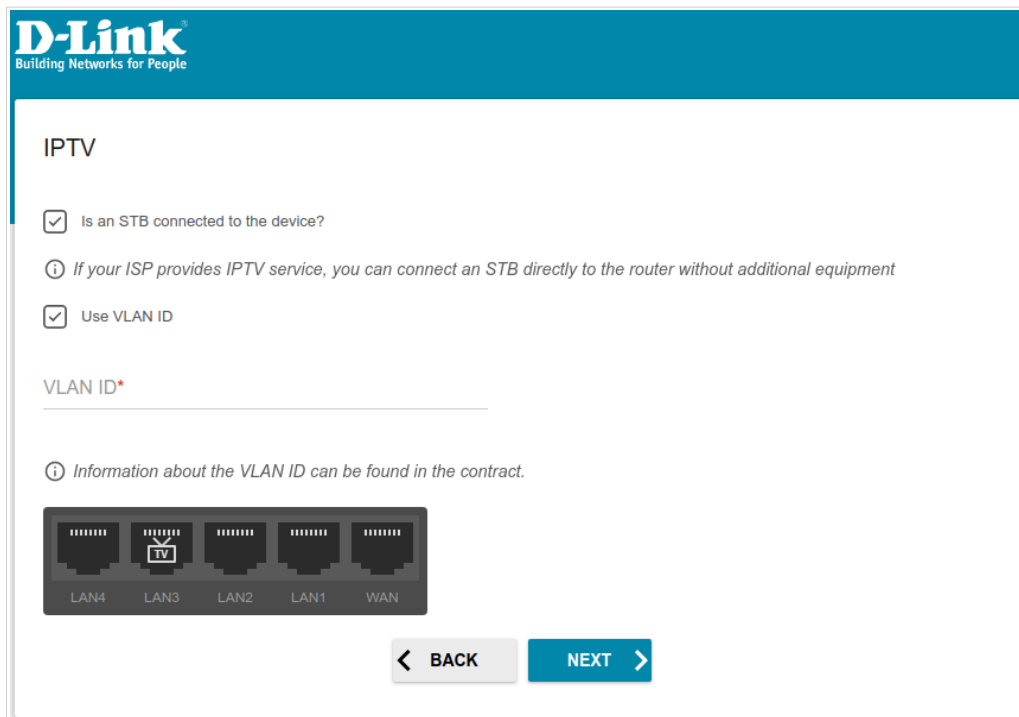 D-Link®
Building Networks for People
IPTV
Is an STB connected to the device?
If your ISP provides IPTV service, you can connect an STB directly to the router without additional equipment
Use VLAN ID
VLAN ID*
Information about the VLAN ID can be found in the contract.
TV
LAN4 LAN3 LAN2 LAN1 WAN
BACK NEXT